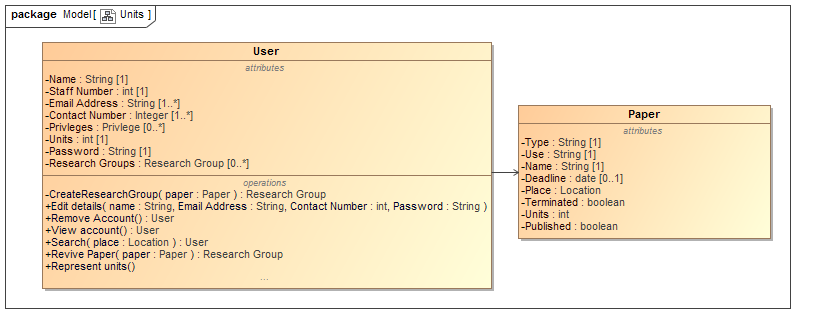 package Model[ Units ]
User
attributes
-Name : String [1]
-Staff Number : int [1]
-Email Address : String [1..*]
-Contact Number : Integer [1..*]
-Privleges : Privlege [0..*]
-Units : int [1]
-Password : String [1]
-Research Groups : Research Group [0..*]
operations
-CreateResearchGroup( paper : Paper ) : Research Group
+Edit details( name : String, Email Address : String, Contact Number : int, Password : String )
+Remove Account() : User
+View account() : User
+Search( place : Location ) : User
+Revive Paper( paper : Paper ) : Research Group
+Represent units()
...
Paper
attributes
-Type : String [1]
-Use : String [1]
-Name : String [1]
-Deadline : date [0..1]
-Place : Location
-Terminated : boolean
-Units : int
-Published : boolean